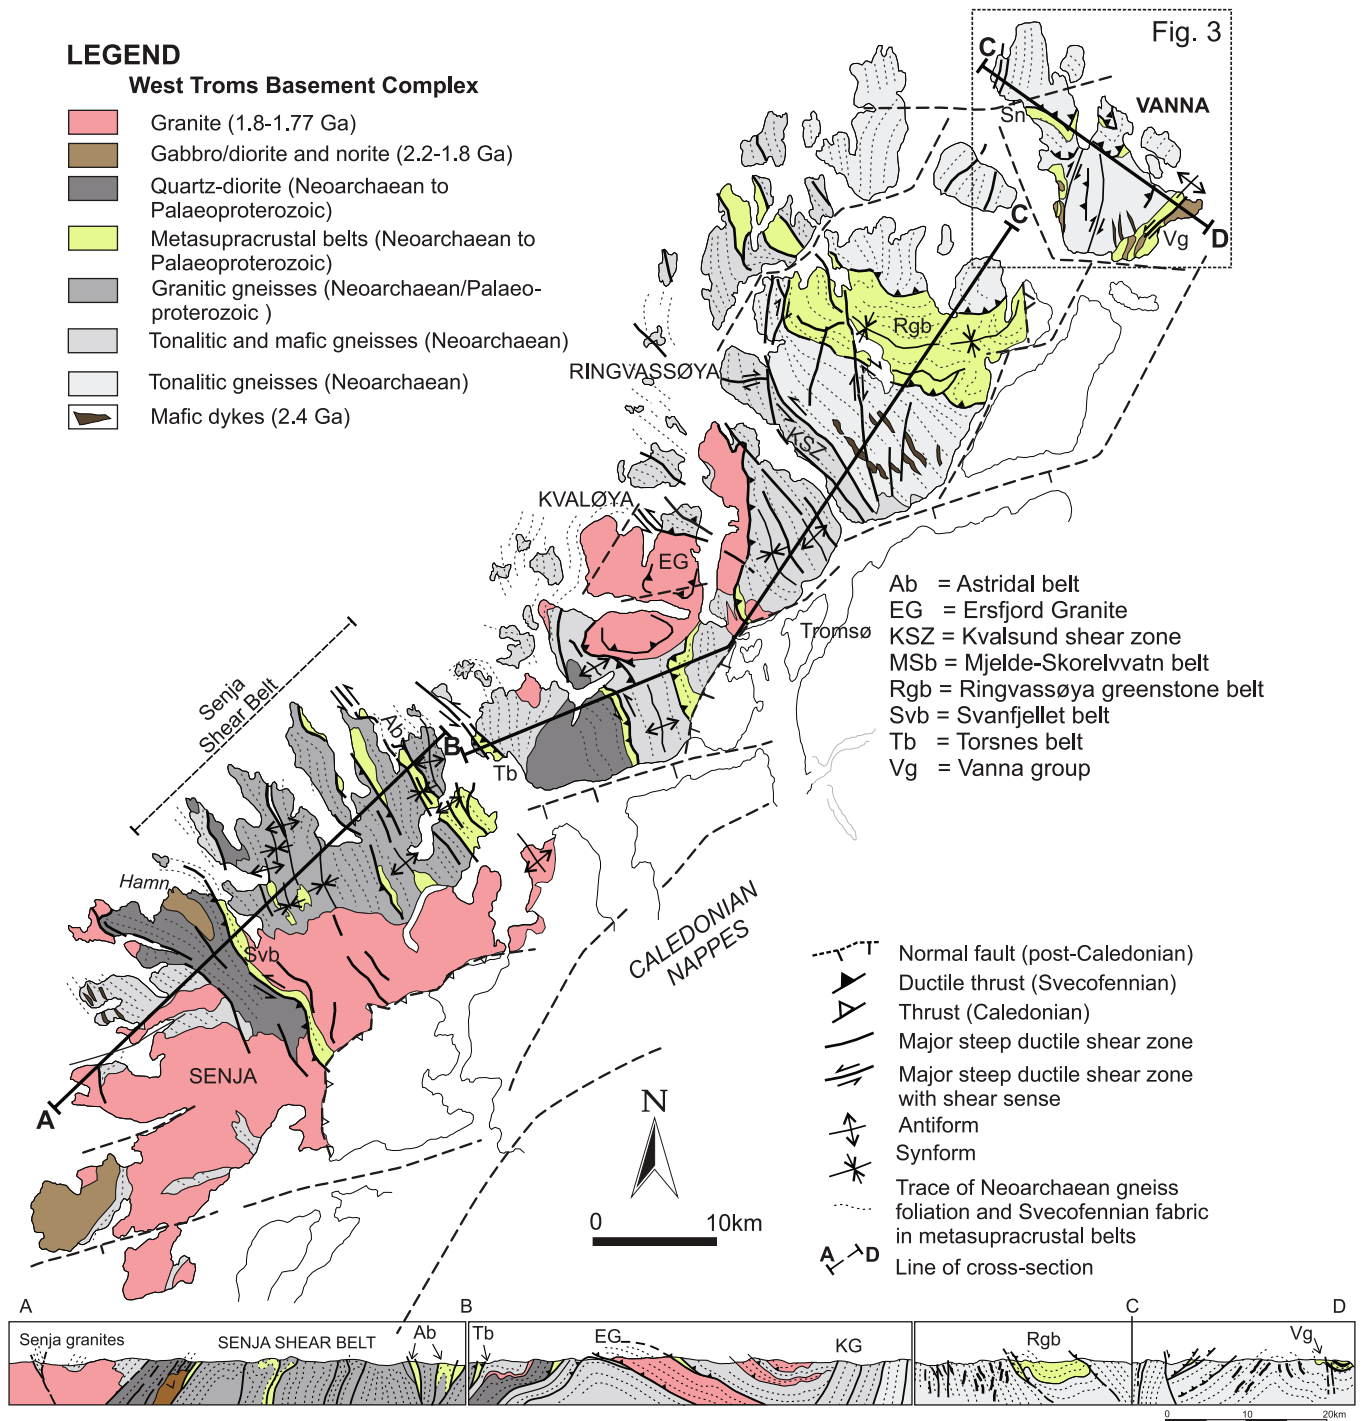 LEGEND
West Troms Basement Complex
Granite (1.8-1.77 Ga)
Gabbro/diorite and norite (2.2-1.8 Ga)
Quartz-diorite (Neoarchaean to
Palaeoproterozoic)
Metasupracrustal belts (Neoarchaean to
Palaeoproterozoic)
Granitic gneisses (Neoarchaean/Palaeo-
proterozoic )
Tonalitic and mafic gneisses (Neoarchaean)
Tonalitic gneisses (Neoarchaean)
Mafic dykes (2.4 Ga)
Fig. 3
C
VANNA
Sn
C
Vg
D
Rgb
RINGVASSØYA
KSZ
KVALØYA
EG
Tromsø
Senja
Shear Belt
Ab
B
Tb
Hamn
Svb
SENJA
A
CALEDONIAN
NAPPES
Ab = Astridal belt
EG = Ersfjord Granite
KSZ = Kvalsund shear zone
MSb = Mjelde-Skorelvvatn belt
Rgb = Ringvassøya greenstone belt
Svb = Svanfjellet belt
Tb = Torsnes belt
Vg = Vanna group
Normal fault (post-Caledonian)
Ductile thrust (Svecofennian)
Thrust (Caledonian)
Major steep ductile shear zone
Major steep ductile shear zone
with shear sense
Antiform
Synform
Trace of Neoarchaean gneiss
foliation and Svecofennian fabric
in metasupracrustal belts
A D Line of cross-section
N
0 10km
A B C D
Senja granites SENJA SHEAR BELT Ab Tb EG KG Rgb Vg
0 10 20km